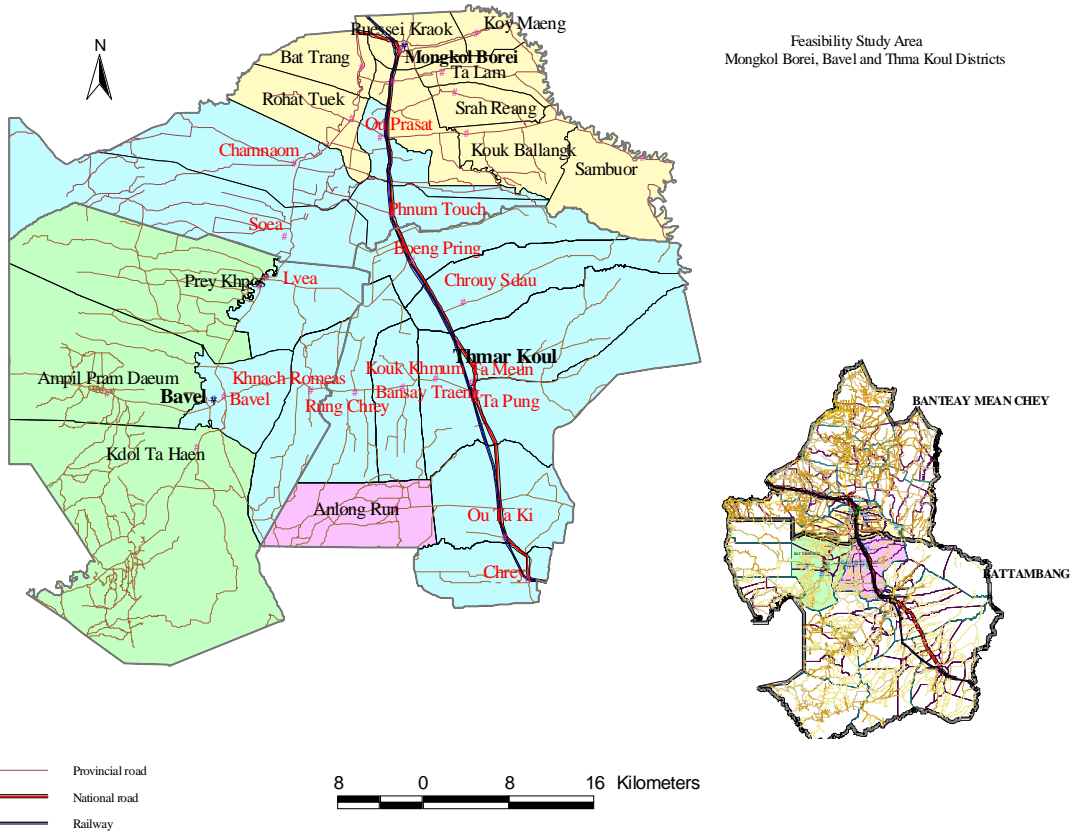 Feasibility Study Area
Mongkol Borei, Bavel and Thma Koul Districts
N
Koy Maeng
Ruessei Kraok
Mongkol Borei
Bat Trang
Ta Lam
Rohat Tuek
Srah Reang
Ou Prasat
Chamnaom
Kouk Ballangk
Sambuor
Phnum Touch
Soea
Boeng Pring
Prey Khpos
Lvea
Chrouy Sdau
Thmar Koul
Kouk Khmum
Ta Meun
Ampil Pram Daeum
Khnach Romeas
Bansay Traeng
Bavel
Bavel
Rung Chrey
Ta Pung
BANTEAY MEAN CHEY
Kdol Ta Haen
Anlong Run
Ou Ta Ki
Chrey
BATTAMBANG
Provincial road
National road
Railway
8 0 8 16 Kilometers